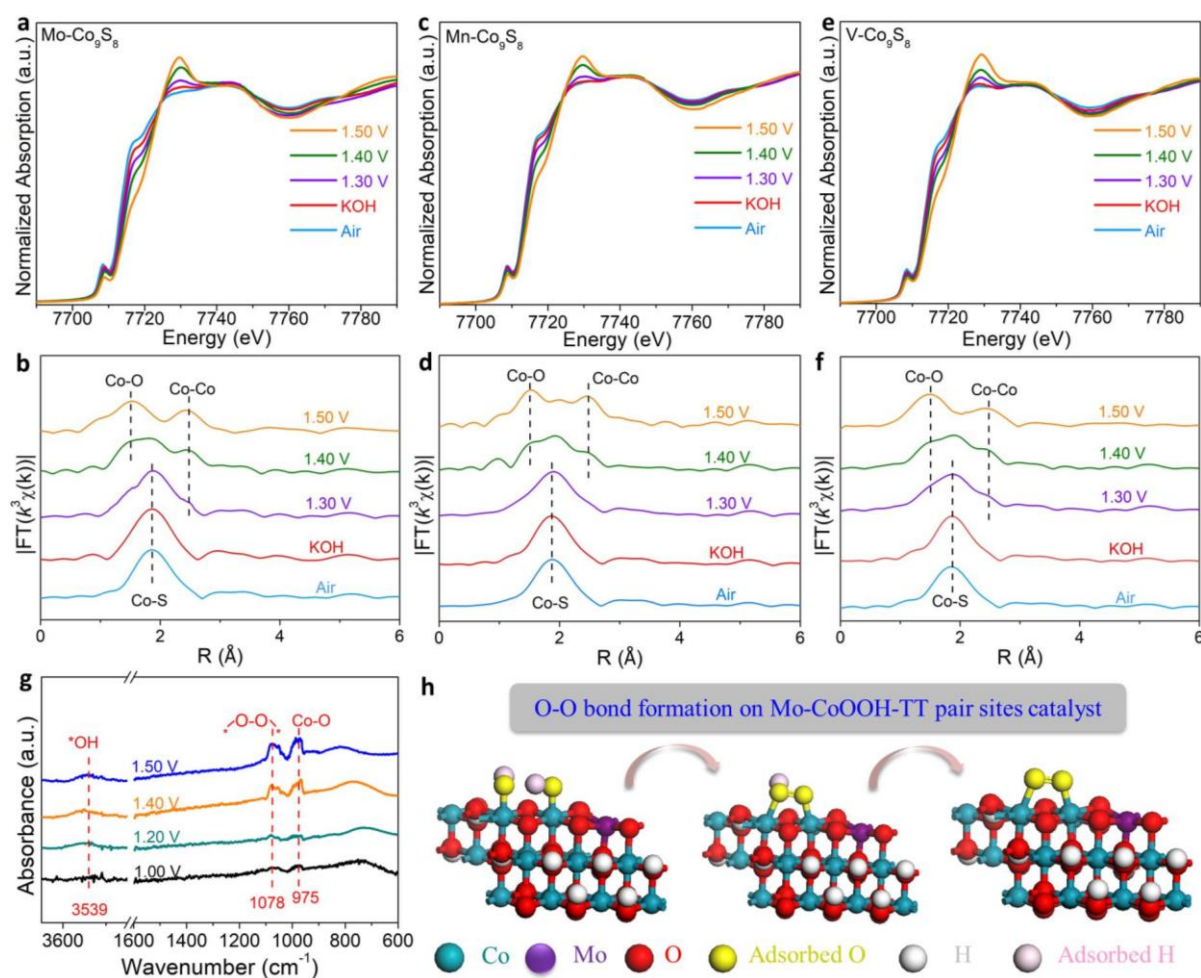 a
Mo-Co₉S₈
Normalized Absorption (a.u.)
1.50 V
1.40 V
1.30 V
KOH
Air
7700 7720 7740 7760 7780
Energy (eV)
c
Mn-Co₉S₈
Normalized Absorption (a.u.)
1.50 V
1.40 V
1.30 V
KOH
Air
7700 7720 7740 7760 7780
Energy (eV)
e
V-Co₉S₈
Normalized Absorption (a.u.)
1.50 V
1.40 V
1.30 V
KOH
Air
7700 7720 7740 7760 7780
Energy (eV)
b
|FT(k³χ(k))|
Co-O
Co-Co
1.50 V
1.40 V
1.30 V
KOH
Air
Co-S
0 2 4 6
R (Å)
d
|FT(k³χ(k))|
Co-O
Co-Co
1.50 V
1.40 V
1.30 V
KOH
Air
Co-S
0 2 4 6
R (Å)
f
|FT(k³χ(k))|
Co-O
Co-Co
1.50 V
1.40 V
1.30 V
KOH
Air
Co-S
0 2 4 6
R (Å)
g
Absorbance (a.u.)
*OH
*O-O*
Co-O
1.50 V
1.40 V
1.20 V
1.00 V
3539
1078
975
3600 1600 1400 1200 1000 800 600
Wavenumber (cm⁻¹)
h
O-O bond formation on Mo-CoOOH-TT pair sites catalyst
Co Mo O Adsorbed O H Adsorbed H